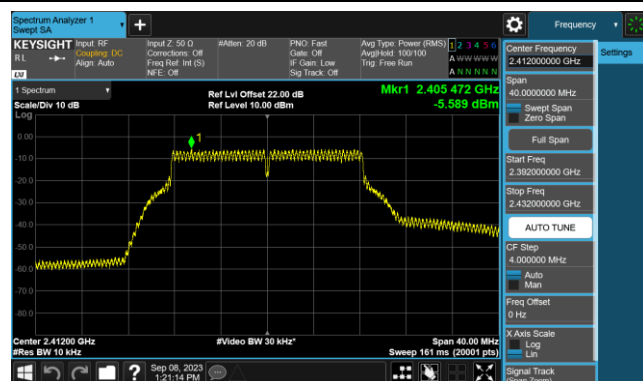 Spectrum Analyzer 1
Swept SA
Frequency
KEYSIGHT
RL
LXI
Input: RF
Coupling: DC
Align: Auto
Input Z: 50 Ω
Corrections: Off
Freq Ref: Int (S)
NFE: Off
#Atten: 20 dB
PNO: Fast
Gate: Off
IF Gain: Low
Sig Track: Off
Avg Type: Power (RMS)
Avg|Hold: 100/100
Trig: Free Run
1 2 3 4 5 6
A W W W W W
A N N N N N
1 Spectrum
Scale/Div 10 dB
Log
Ref Lvl Offset 22.00 dB
Ref Level 10.00 dBm
Mkr1 2.405 472 GHz
-5.589 dBm
1
0.00
-10.0
-20.0
-30.0
-40.0
-50.0
-60.0
-70.0
-80.0
Center 2.41200 GHz
#Res BW 10 kHz
#Video BW 30 kHz*
Span 40.00 MHz
Sweep 161 ms (20001 pts)
Sep 08, 2023
1:21:14 PM
Center Frequency
2.412000000 GHz
Settings
Span
40.0000000 MHz
Swept Span
Zero Span
Full Span
Start Freq
2.392000000 GHz
Stop Freq
2.432000000 GHz
AUTO TUNE
CF Step
4.000000 MHz
Auto
Man
Freq Offset
0 Hz
X Axis Scale
Log
Lin
Signal Track
(Span Zoom)